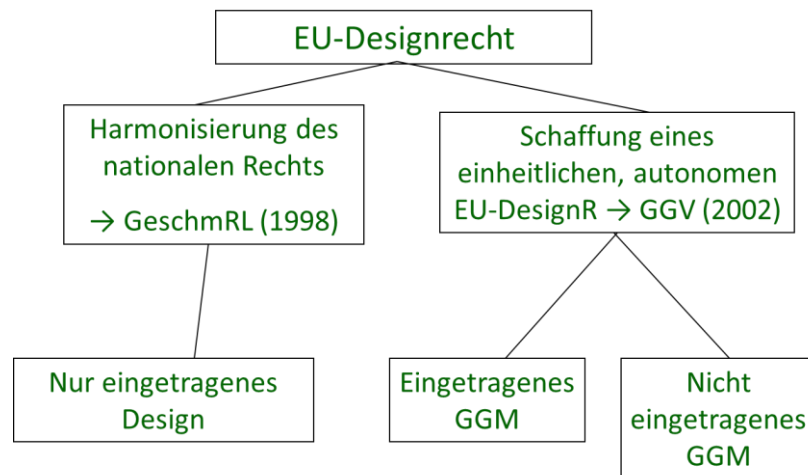 EU-Designrecht
Harmonisierung des
nationalen Rechts
→ GeschmRL (1998)
Schaffung eines
einheitlichen, autonomen
EU-DesignR → GGV (2002)
Nur eingetragenes
Design
Eingetragenes
GGM
Nicht
eingetragenes
GGM